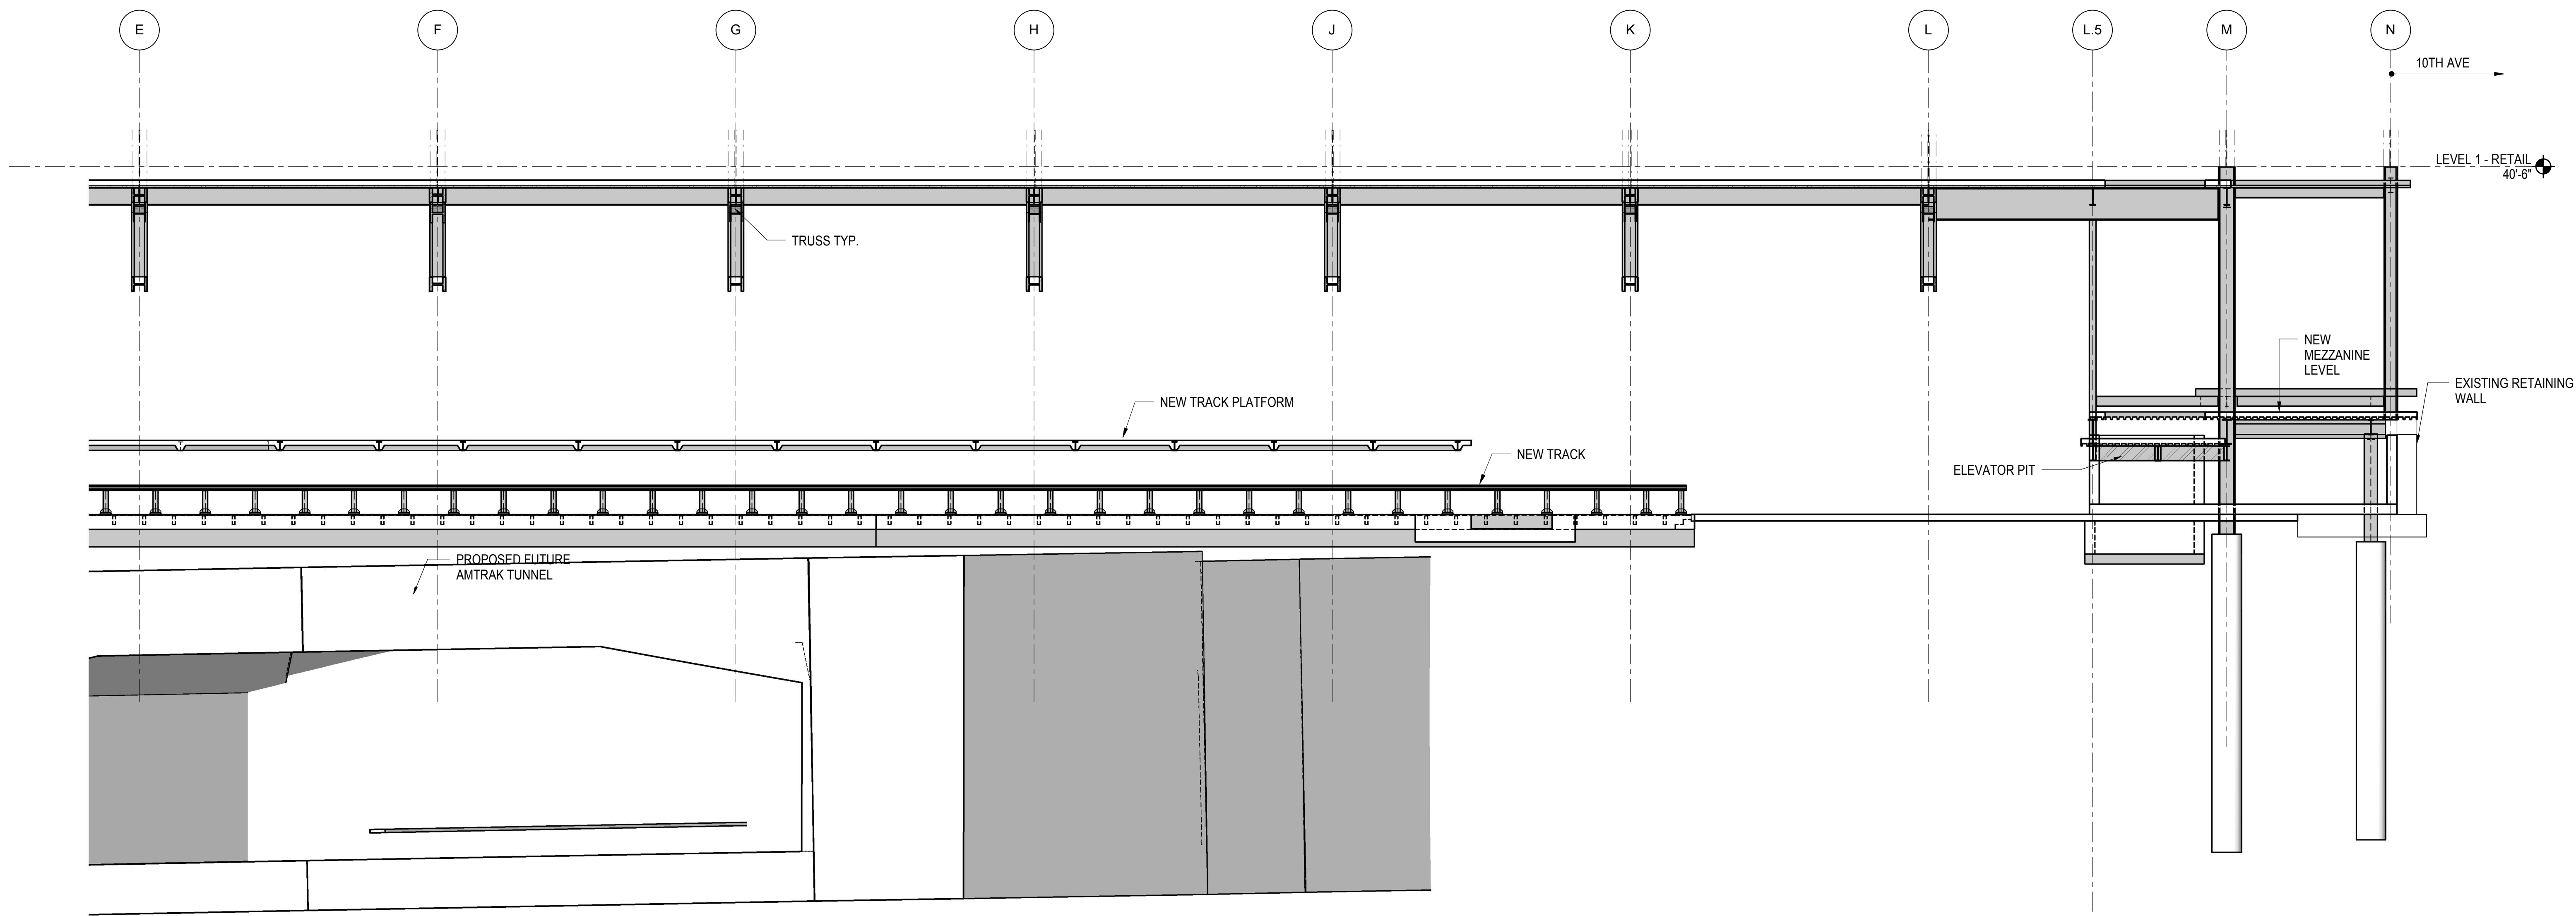 E
F
G
H
J
K
L
L.5
M
N
10TH AVE
LEVEL 1 - RETAIL
40'-6"
TRUSS TYP.
NEW
MEZZANINE
LEVEL
EXISTING RETAINING
WALL
NEW TRACK PLATFORM
NEW TRACK
ELEVATOR PIT
PROPOSED FUTURE
AMTRAK TUNNEL